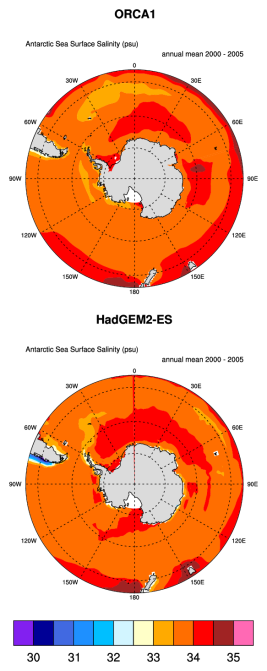 ORCA1
Antarctic Sea Surface Salinity (psu)
annual mean 2000 - 2005
0
30W 30E
60W 60E
90W 90E
120W 120E
150W 150E
180
HadGEM2-ES
Antarctic Sea Surface Salinity (psu)
annual mean 2000 - 2005
0
30W 30E
60W 60E
90W 90E
120W 120E
150W 150E
180
30 31 32 33 34 35